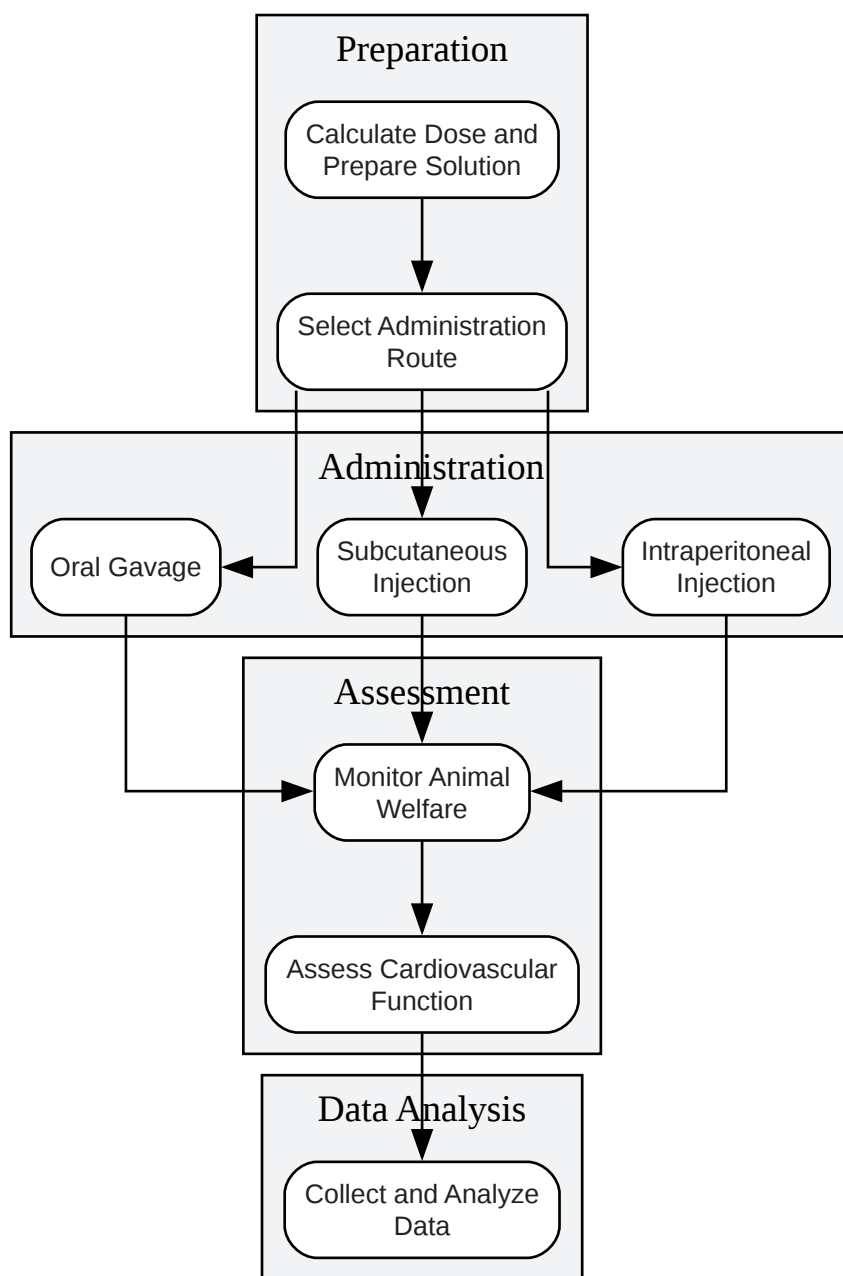 Preparation
Calculate Dose and
Prepare Solution
Select Administration
Route
Administration
Oral Gavage
Subcutaneous
Injection
Intraperitoneal
Injection
Assessment
Monitor Animal
Welfare
Assess Cardiovascular
Function
Data Analysis
Collect and Analyze
Data